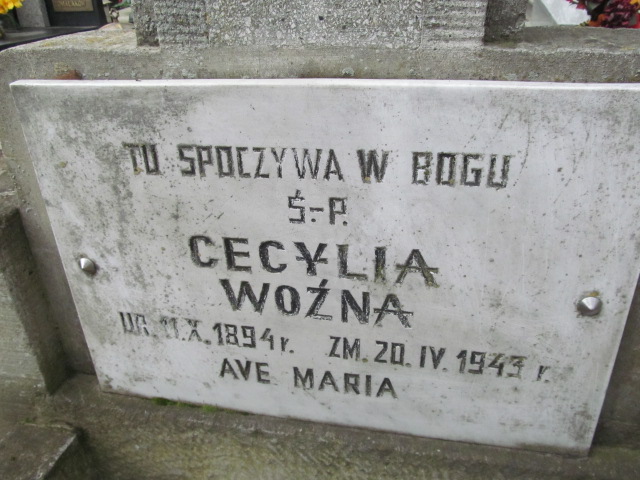 TU SPOCZYWA W BOGU
Ś.-P.
CECYLIA
WOŹNA
UR. 11.X.1894 r. ZM. 20.IV.1943 r.
AVE MARIA